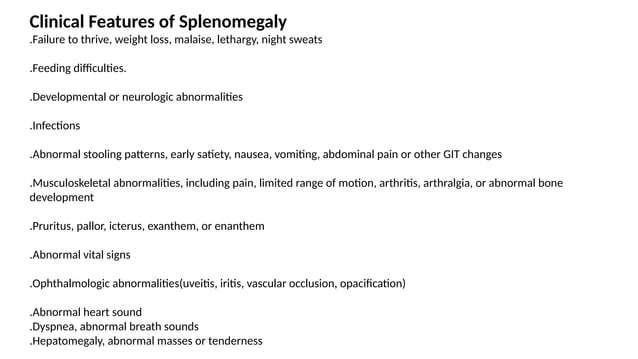 Clinical Features of Splenomegaly
.Failure to thrive, weight loss, malaise, lethargy, night sweats
.Feeding difficulties.
.Developmental or neurologic abnormalities
.Infections
.Abnormal stooling patterns, early satiety, nausea, vomiting, abdominal pain or other GIT changes
.Musculoskeletal abnormalities, including pain, limited range of motion, arthritis, arthralgia, or abnormal bone
development
.Pruritus, pallor, icterus, exanthem, or enanthem
.Abnormal vital signs
.Ophthalmologic abnormalities(uveitis, iritis, vascular occlusion, opacification)
.Abnormal heart sound
.Dyspnea, abnormal breath sounds
.Hepatomegaly, abnormal masses or tenderness